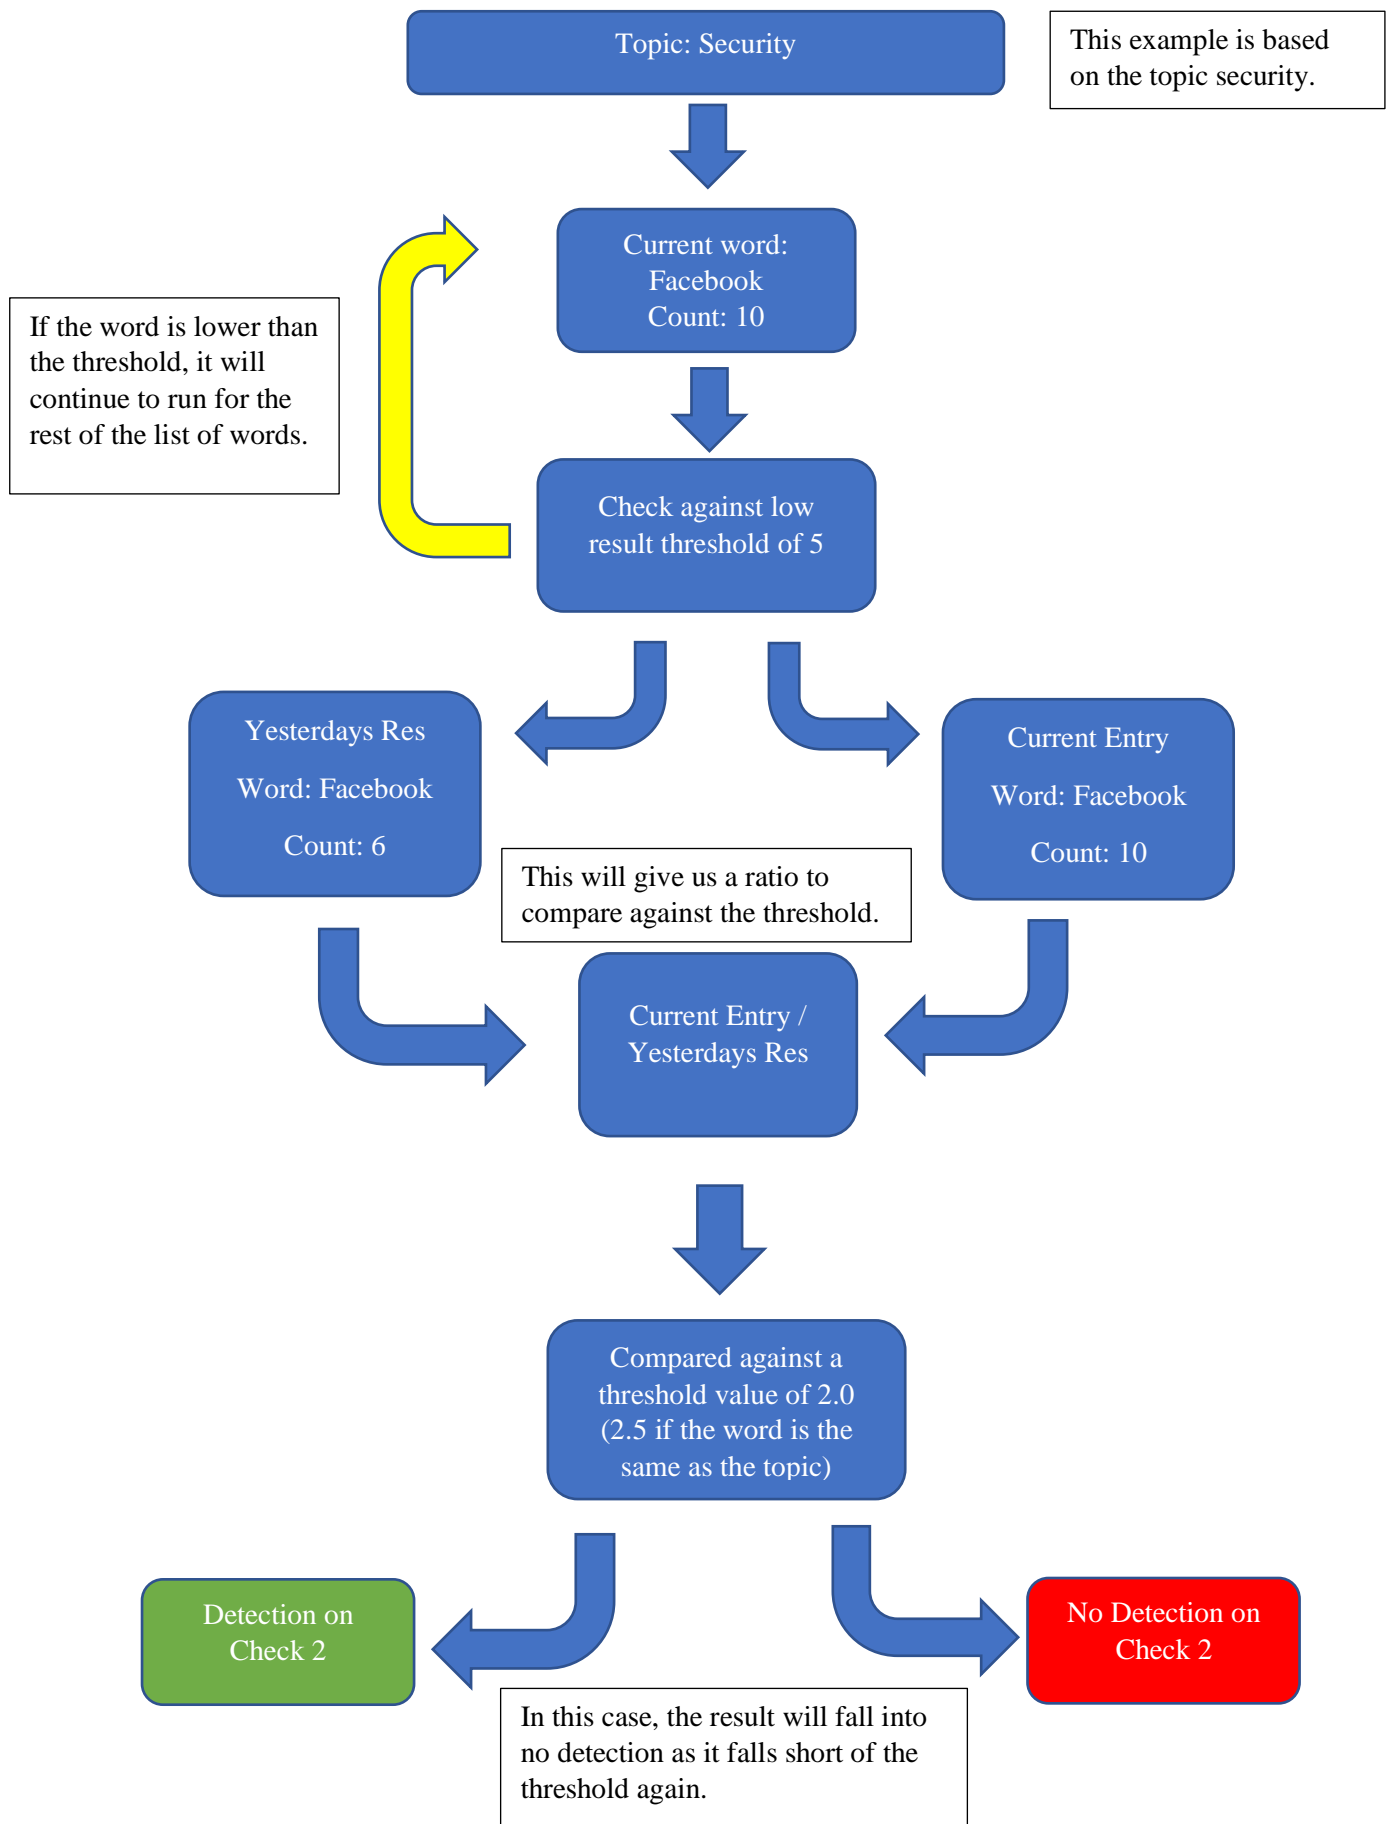 Topic: Security
This example is based
on the topic security.
Current word:
Facebook
Count: 10
If the word is lower than
the threshold, it will
continue to run for the
rest of the list of words.
Check against low
result threshold of 5
Yesterdays Res
Word: Facebook
Count: 6
Current Entry
Word: Facebook
Count: 10
This will give us a ratio to
compare against the threshold.
Current Entry /
Yesterdays Res
Compared against a
threshold value of 2.0
(2.5 if the word is the
same as the topic)
Detection on
Check 2
No Detection on
Check 2
In this case, the result will fall into
no detection as it falls short of the
threshold again.